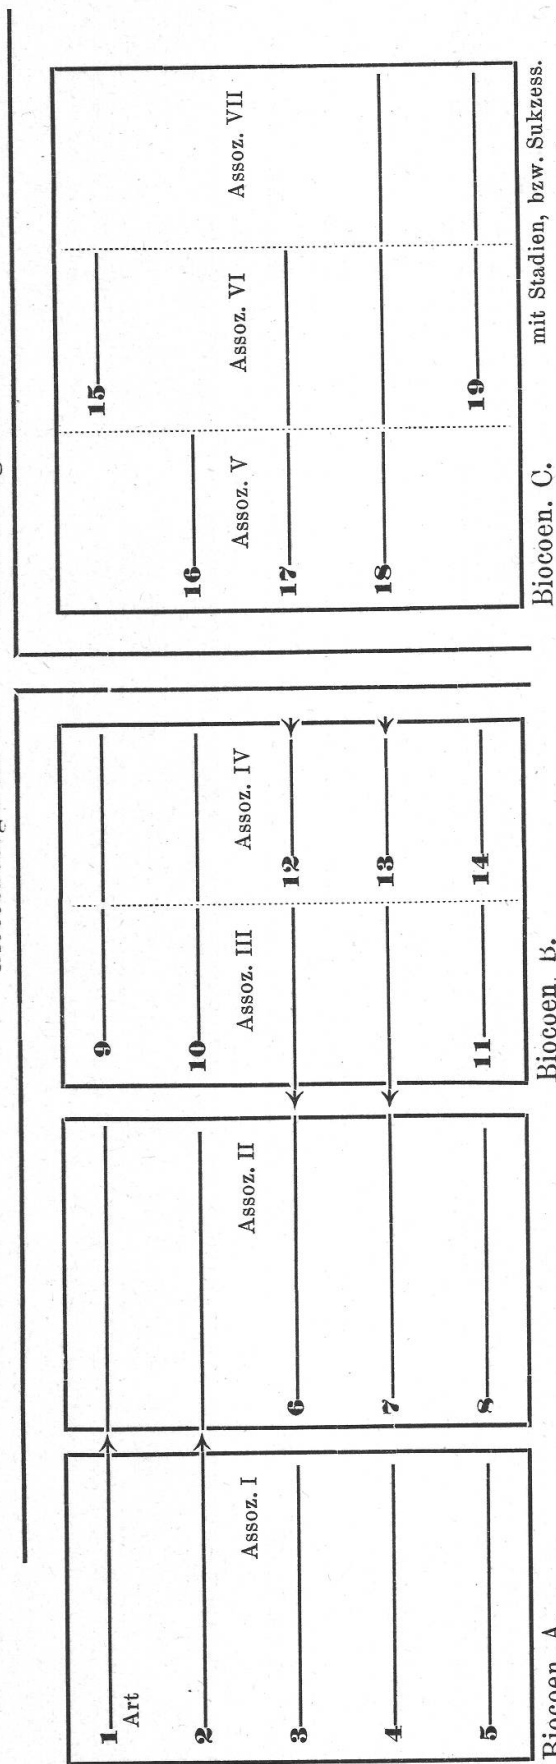 1
Art
2
3
4
5
Assoz. I
Biocoen. A
6
7
8
Assoz. II
9
10
11
Assoz. III
12
13
14
Assoz. IV
Biocoen. B.
15
16
17
18
19
Assoz. V
Assoz. VI
Assoz. VII
Biocoen. C.
mit Stadien, bzw. Sukzess.